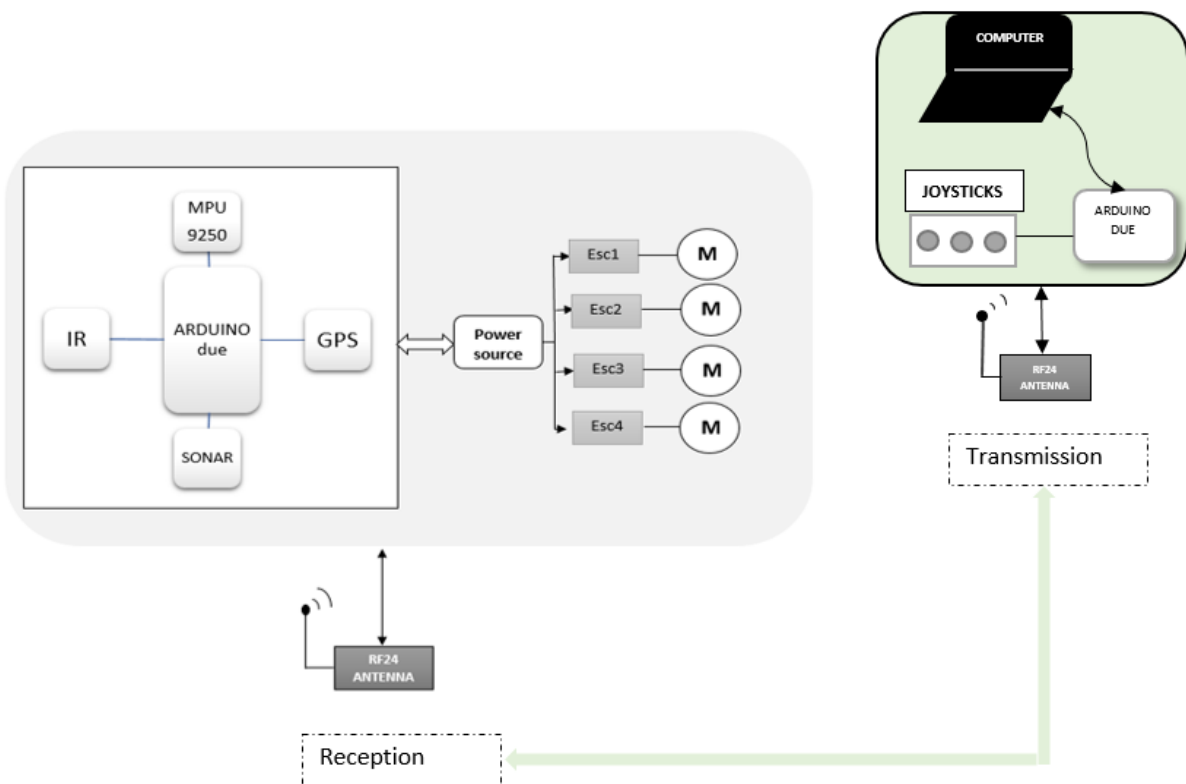 COMPUTER
JOYSTICKS
ARDUINO
DUE
RF24
ANTENNA
Transmission
MPU
9250
IR
ARDUINO
due
GPS
SONAR
Power
source
Esc1
M
Esc2
M
Esc3
M
Esc4
M
RF24
ANTENNA
Reception